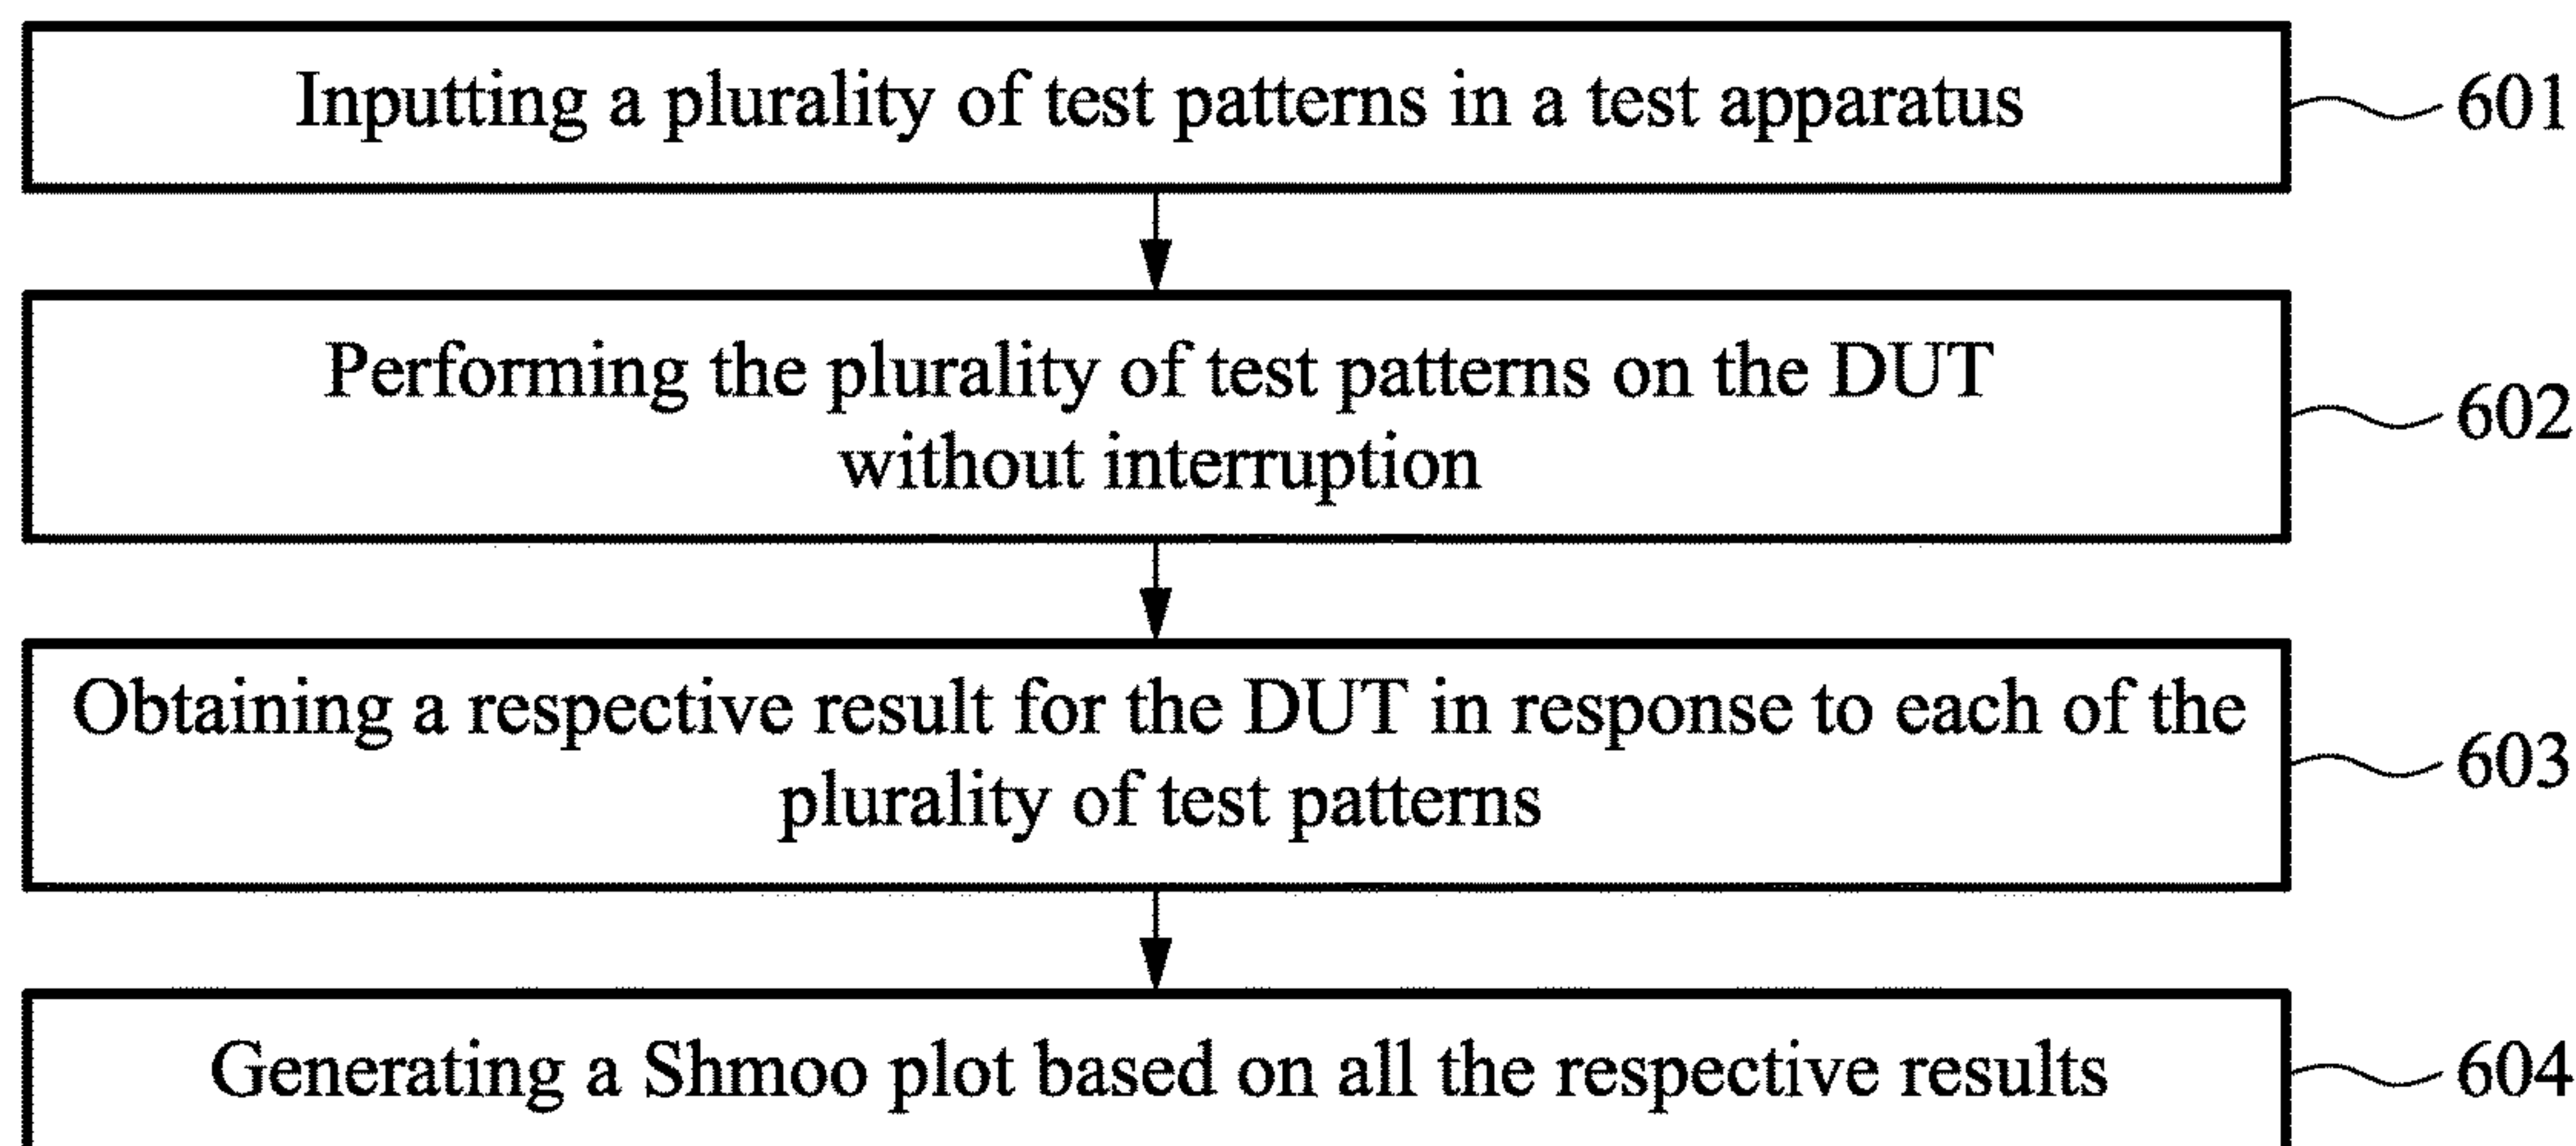 Inputting a plurality of test patterns in a test apparatus
601
Performing the plurality of test patterns on the DUT
without interruption
602
Obtaining a respective result for the DUT in response to each of the
plurality of test patterns
603
Generating a Shmoo plot based on all the respective results
604